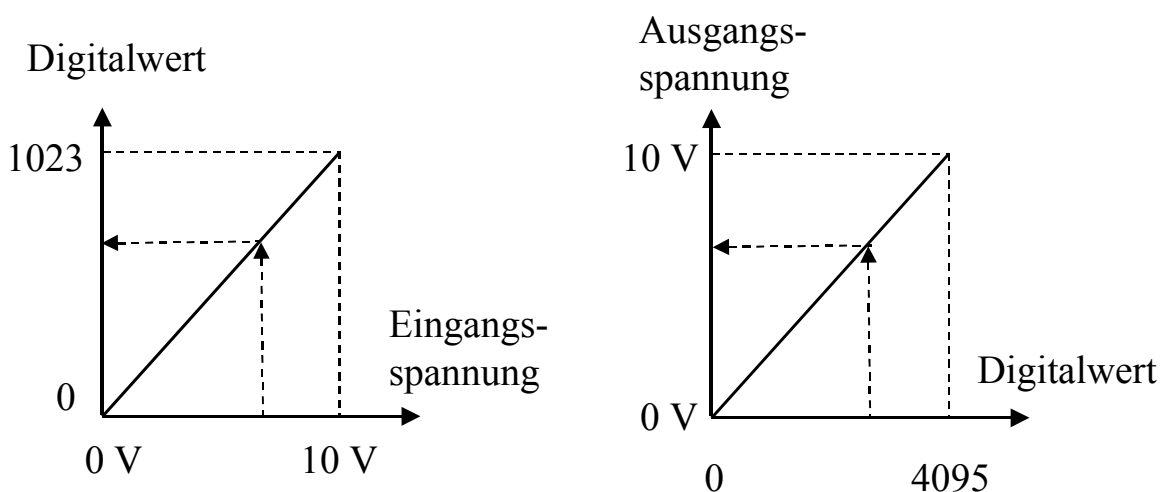 Digitalwert
1023
0
0 V
10 V
Eingangs-
spannung
Ausgangs-
spannung
10 V
0 V
0
4095
Digitalwert